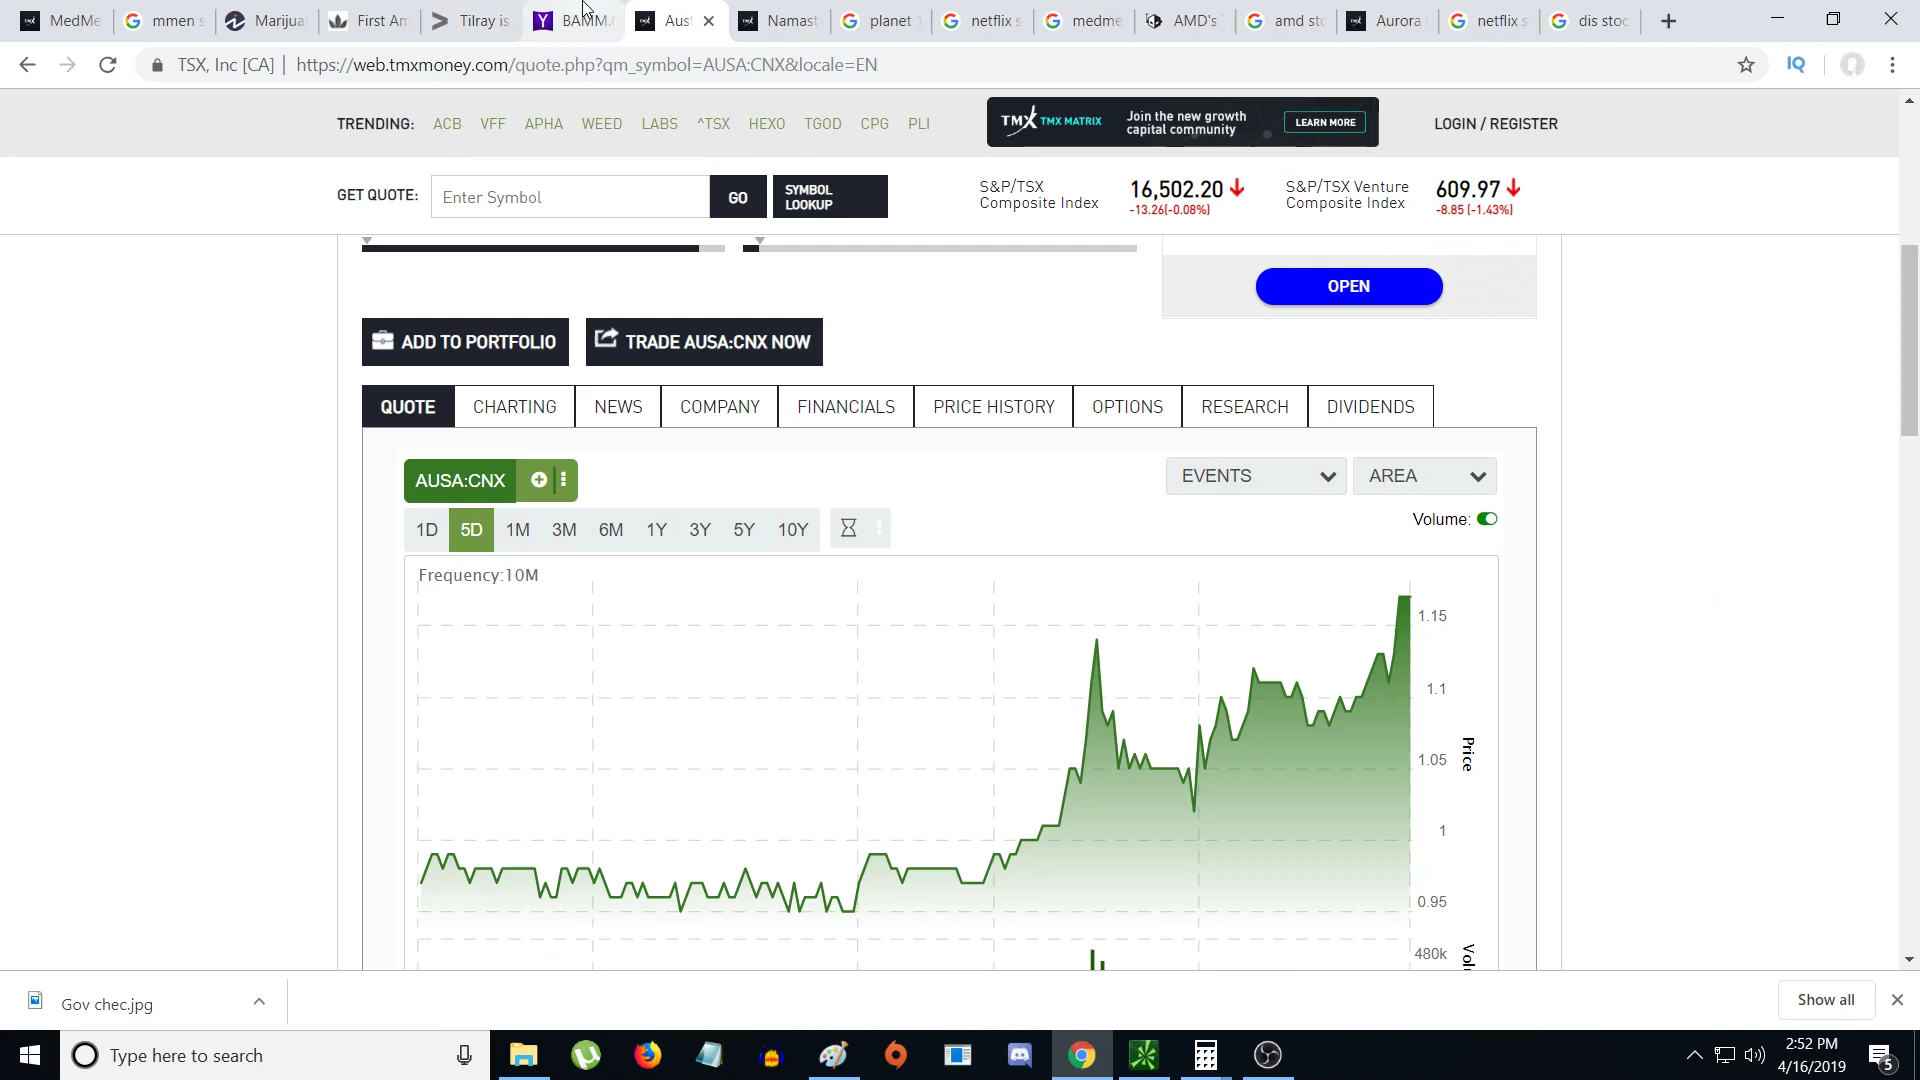 MedMe
mmen s
Marijua
First Am
Tilray is
BAMM.
Aust
Namast
planet 1
netflix s
medme
AMD's 7
amd sto
Aurora
netflix s
dis stoc
TSX, Inc [CA] | https://web.tmxmoney.com/quote.php?qm_symbol=AUSA:CNX&locale=EN
IQ
TRENDING: ACB VFF APHA WEED LABS ^TSX HEXO TGOD CPG PLI
TMX TMX MATRIX
Join the new growth
capital community
LEARN MORE
LOGIN / REGISTER
GET QUOTE:
Enter Symbol
GO
SYMBOL
LOOKUP
S&P/TSX
Composite Index
16,502.20
-13.26(-0.08%)
S&P/TSX Venture
Composite Index
609.97
-8.85 (-1.43%)
OPEN
ADD TO PORTFOLIO
TRADE AUSA:CNX NOW
QUOTE CHARTING NEWS COMPANY FINANCIALS PRICE HISTORY OPTIONS RESEARCH DIVIDENDS
AUSA:CNX
EVENTS
AREA
1D 5D 1M 3M 6M 1Y 3Y 5Y 10Y
Volume:
Frequency:10M
1.15
1.1
1.05
1
0.95
480k
Price
Gov chec.jpg
Show all
Type here to search
2:52 PM
4/16/2019
5